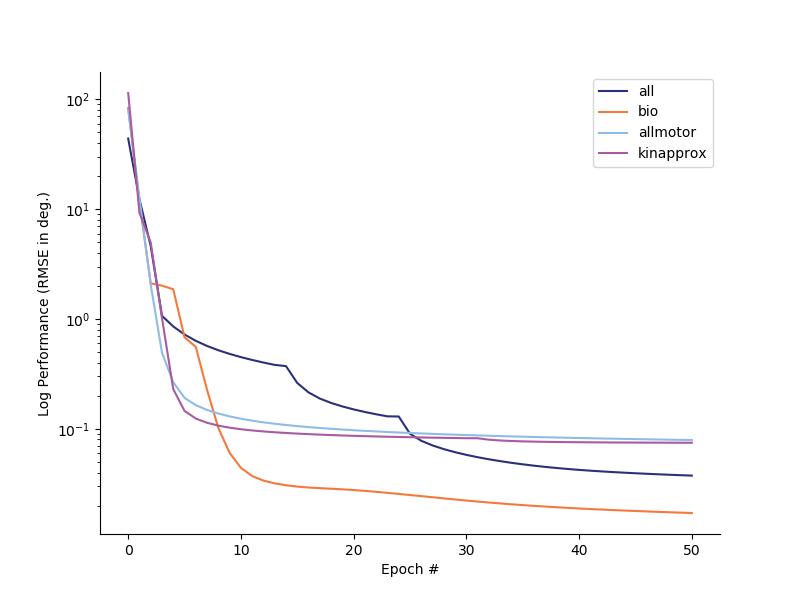 all
bio
allmotor
kinapprox
10²
10¹
10⁰
10⁻¹
Log Performance (RMSE in deg.)
0 10 20 30 40 50
Epoch #